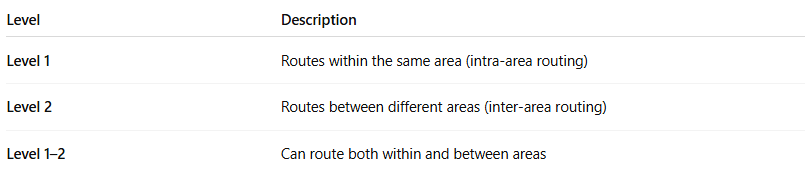 Level Description
Level 1 Routes within the same area (intra-area routing)
Level 2 Routes between different areas (inter-area routing)
Level 1–2 Can route both within and between areas